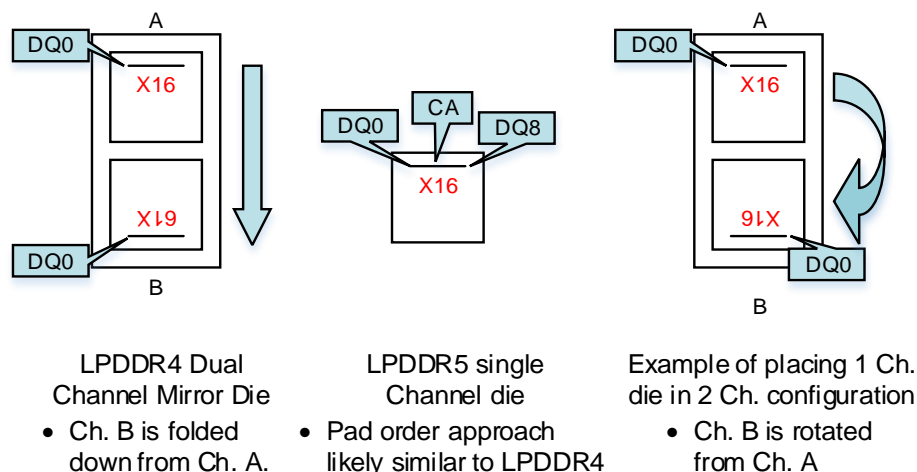 A
A
DQ0
DQ0
X16
X16
CA
DQ0
DQ8
X16
X16
X16
DQ0
DQ0
B
B
LPDDR4 Dual
Channel Mirror Die
• Ch. B is folded
down from Ch. A.
LPDDR5 single
Channel die
• Pad order approach
likely similar to LPDDR4
Example of placing 1 Ch.
die in 2 Ch. configuration
• Ch. B is rotated
from Ch. A